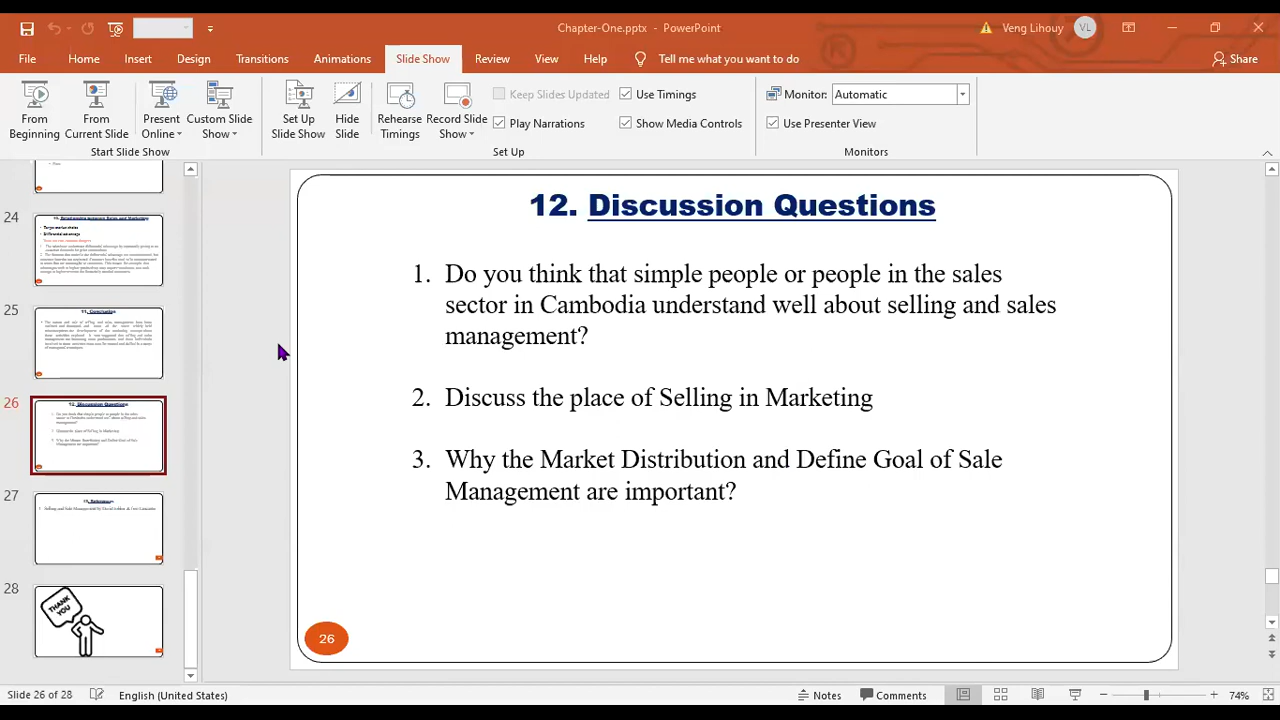 Chapter-One.pptx - PowerPoint
Veng Lihouy
VL
File Home Insert Design Transitions Animations Slide Show Review View Help Tell me what you want to do Share
From Beginning
From Current Slide
Present Online
Custom Slide Show
Set Up Slide Show
Hide Slide
Rehearse Timings
Record Slide Show
Keep Slides Updated
Play Narrations
Use Timings
Show Media Controls
Monitor: Automatic
Use Presenter View
Start Slide Show
Set Up
Monitors
24
25
26
27
28
THANK YOU
12. Discussion Questions
1. Do you think that simple people or people in the sales
sector in Cambodia understand well about selling and sales
management?
2. Discuss the place of Selling in Marketing
3. Why the Market Distribution and Define Goal of Sale
Management are important?
26
Slide 26 of 28
English (United States)
Notes
Comments
74%